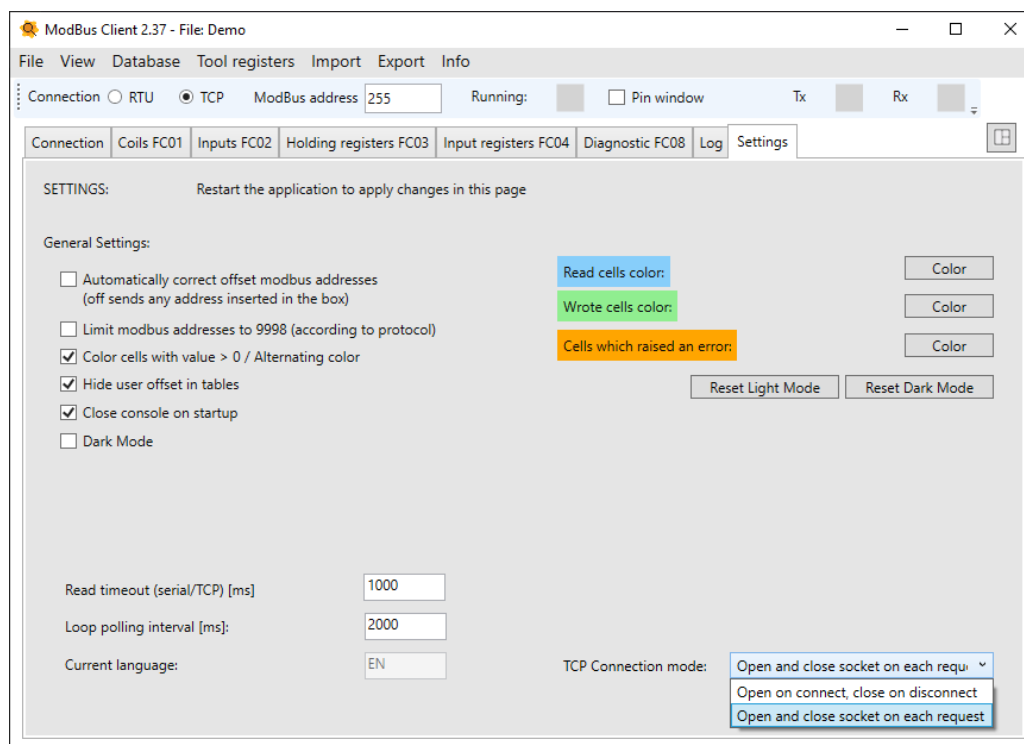 ModBus Client 2.37 - File: Demo
File View Database Tool registers Import Export Info
Connection RTU TCP ModBus address 255 Running: Pin window Tx Rx
Connection Coils FC01 Inputs FC02 Holding registers FC03 Input registers FC04 Diagnostic FC08 Log Settings
SETTINGS: Restart the application to apply changes in this page
General Settings:
Automatically correct offset modbus addresses
(off sends any address inserted in the box)
Limit modbus addresses to 9998 (according to protocol)
Color cells with value > 0 / Alternating color
Hide user offset in tables
Close console on startup
Dark Mode
Read cells color: Color
Wrote cells color: Color
Cells which raised an error: Color
Reset Light Mode Reset Dark Mode
Read timeout (serial/TCP) [ms] 1000
Loop polling interval [ms]: 2000
Current language: EN
TCP Connection mode: Open and close socket on each requ
Open on connect, close on disconnect
Open and close socket on each request